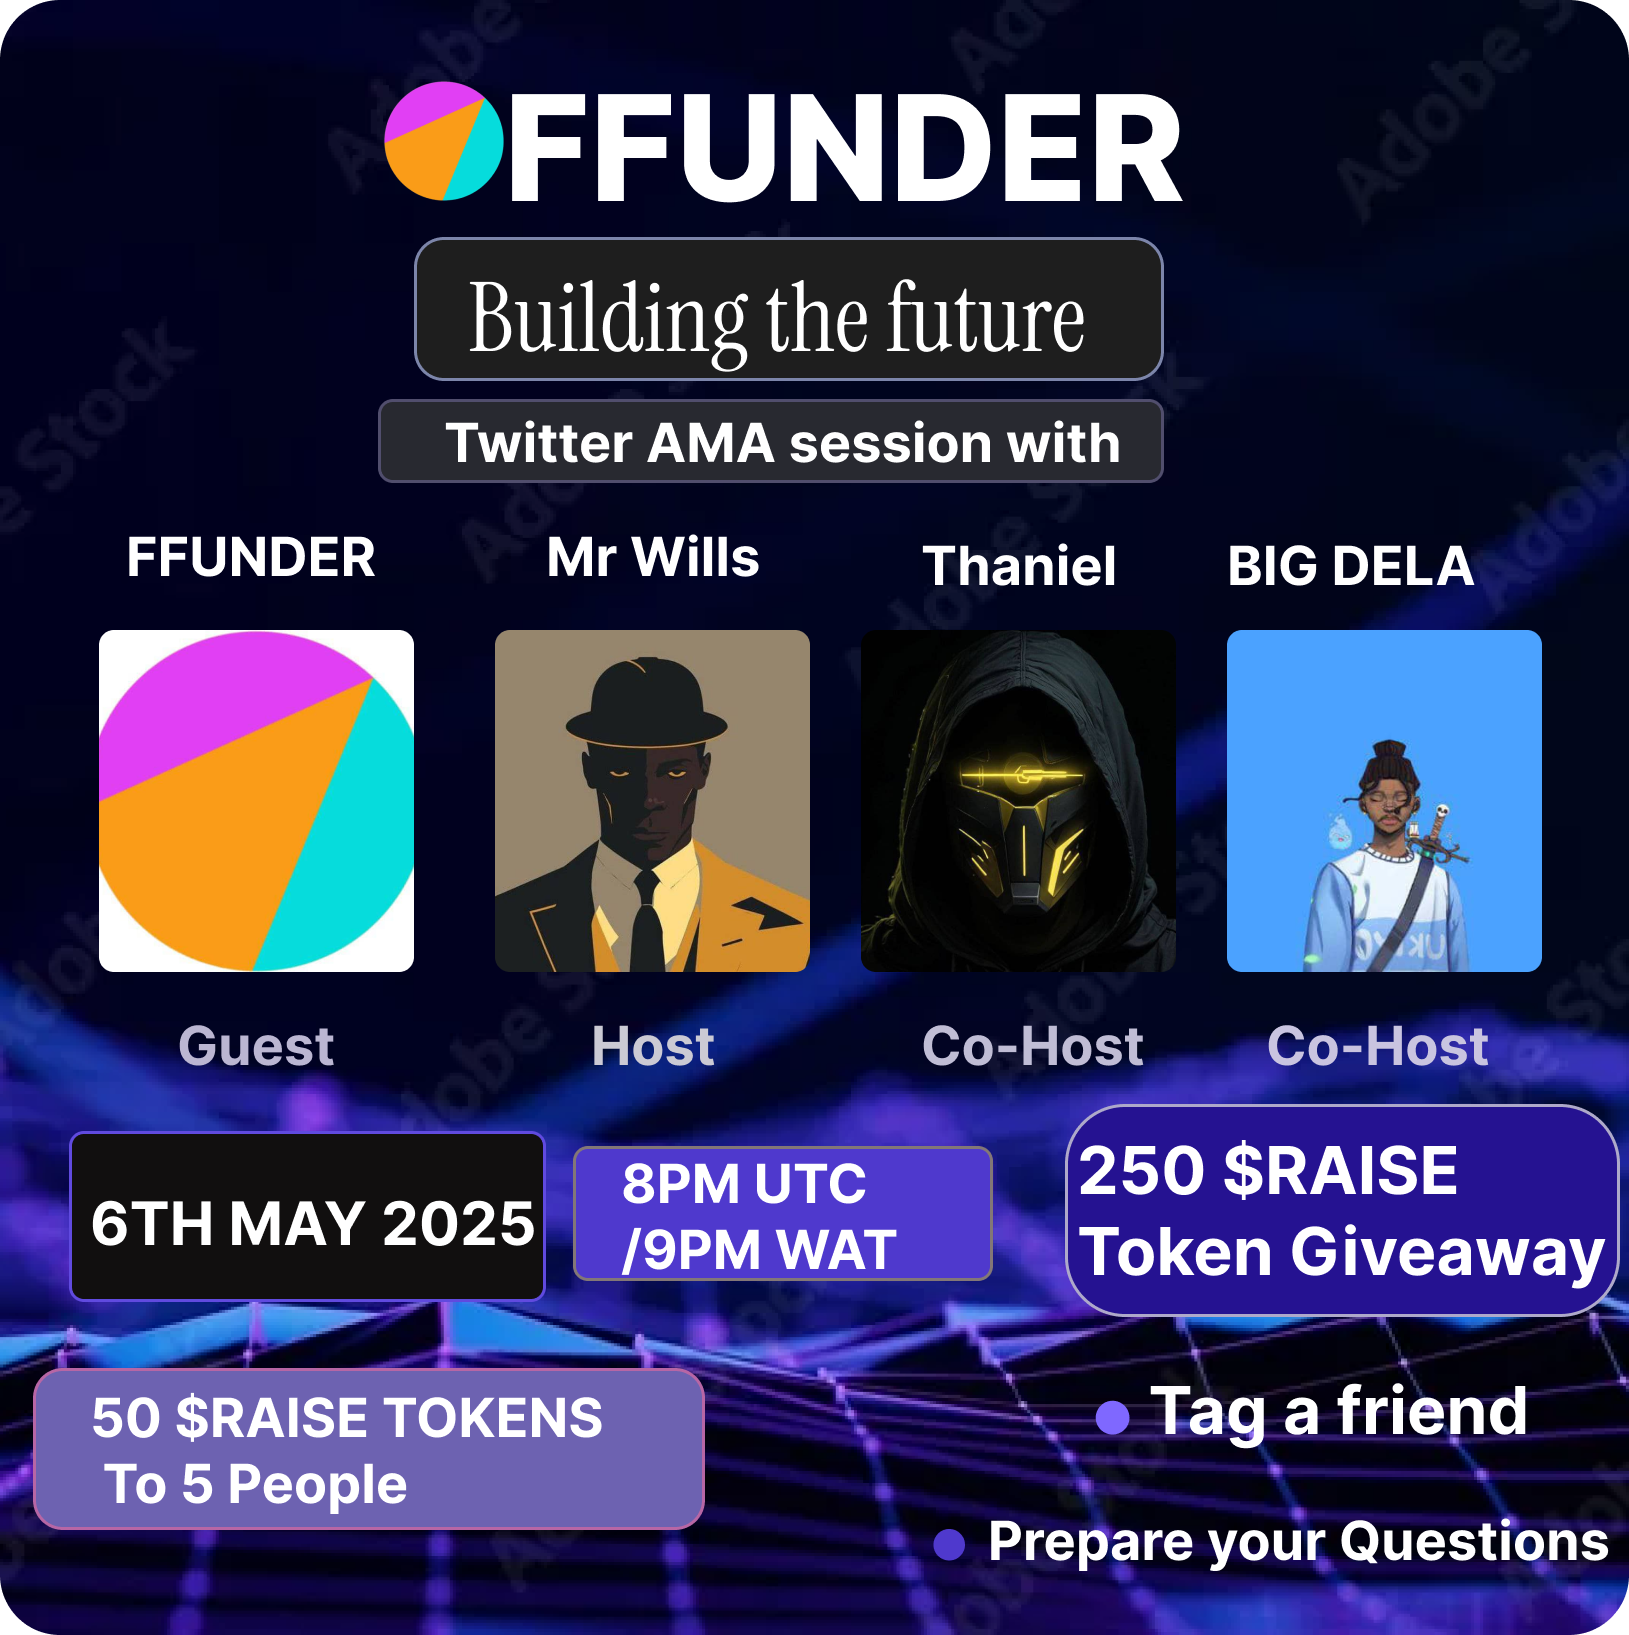 FFUNDER
Building the future
Twitter AMA session with
FFUNDER
Mr Wills
Thaniel
BIG DELA
Guest
Host
Co-Host
Co-Host
6TH MAY 2025
8PM UTC
/9PM WAT
250 $RAISE
Token Giveaway
50 $RAISE TOKENS
To 5 People
Tag a friend
Prepare your Questions
Adobe Stock